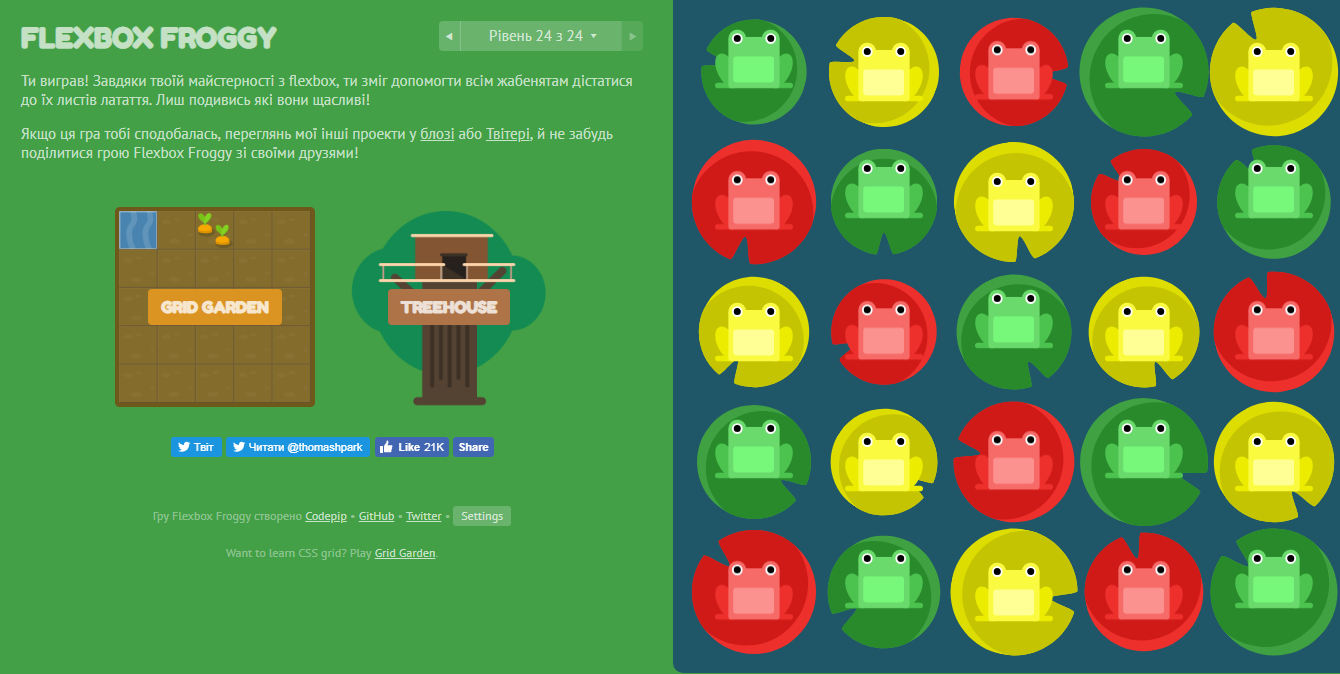 FLEXBOX FROGGY
◄ Рівень 24 з 24 ▼ ►
Ти виграв! Завдяки твоїй майстерності з flexbox, ти зміг допомогти всім жабенятам дістатися
до їх листів латаття. Лиш подивись які вони щасливі!
Якщо ця гра тобі сподобалась, переглянь мої інші проекти у блозі або Твітері, й не забудь
поділитися грою Flexbox Froggy зі своїми друзями!
GRID GARDEN
TREEHOUSE
Твіт
Читати @thomashpark
Like 21K
Share
Гру Flexbox Froggy створено Codepip • GitHub • Twitter • Settings
Want to learn CSS grid? Play Grid Garden.